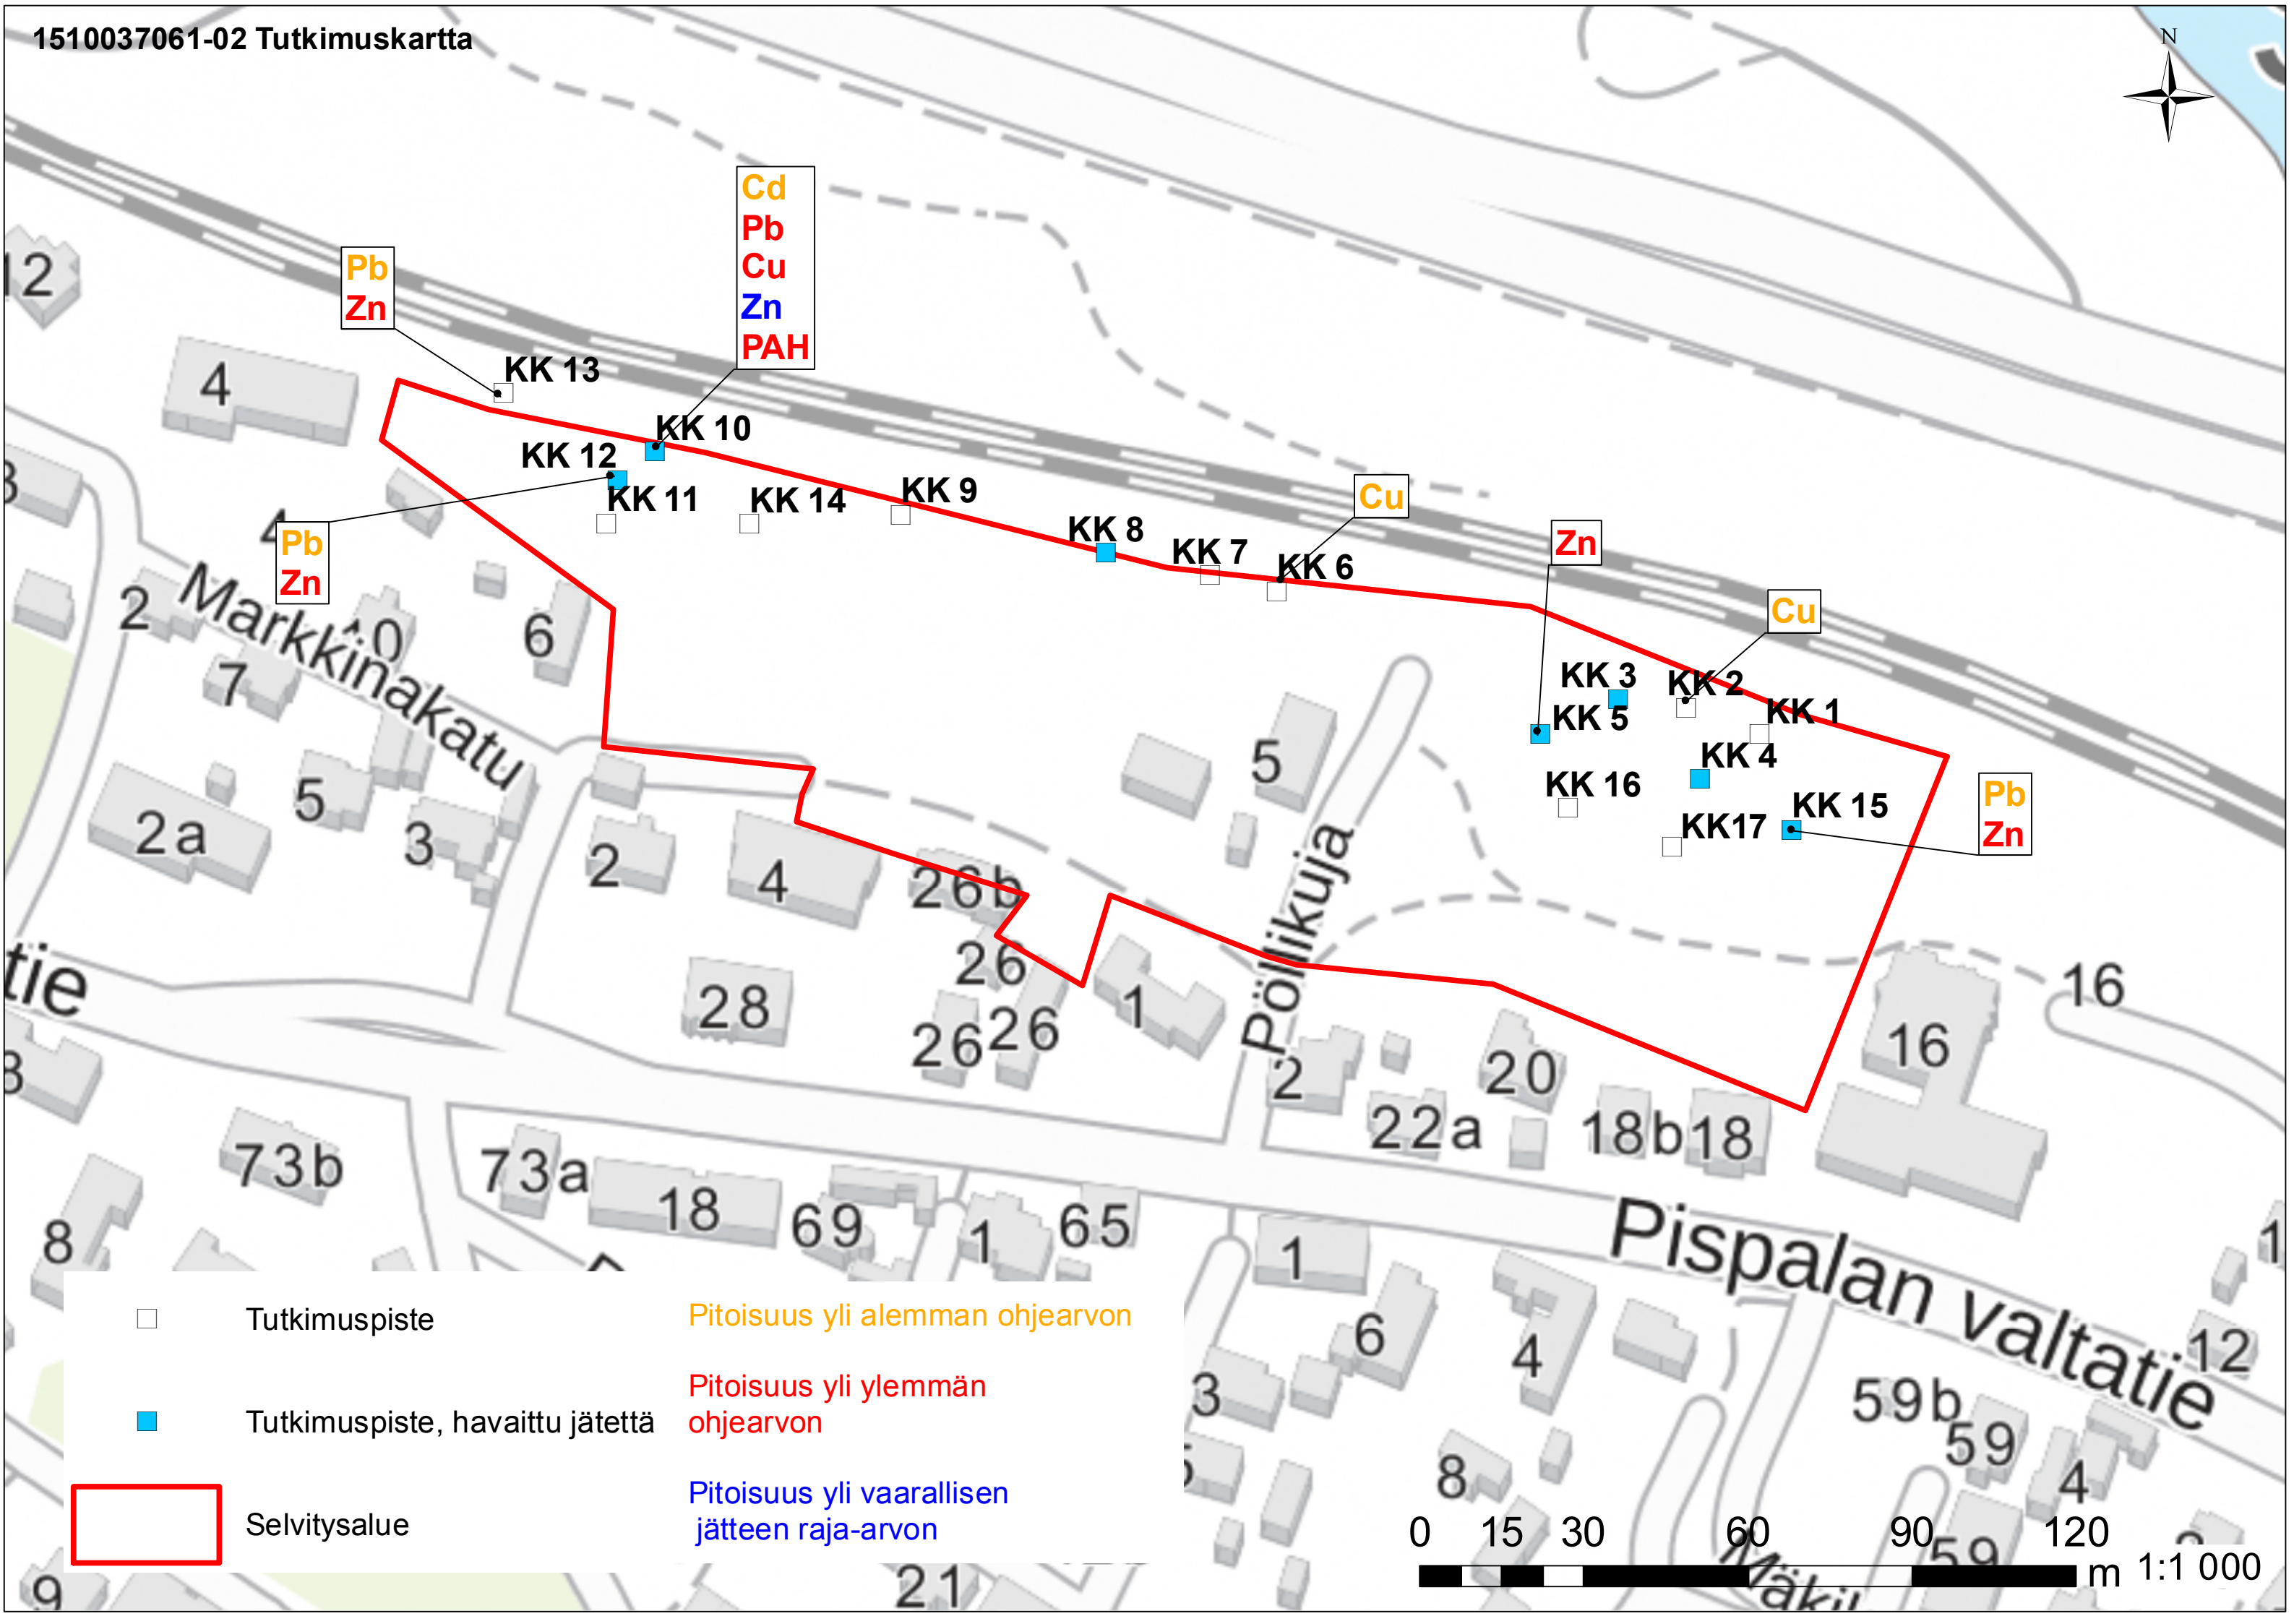 1510037061-02 Tutkimuskartta
N
12
Cd
Pb
Cu
Zn
PAH
Pb
Zn
4
KK 13
KK 10
KK 12
KK 11
KK 14
KK 9
KK 8
KK 7
KK 6
Cu
Zn
Cu
Pb
Zn
KK 3
KK 2
KK 5
KK 1
KK 4
KK 16
KK 15
KK17
Pb
Zn
2
Markkinakatu
7
6
5
2a
5
3
2
4
26b
26
Pöllikuja
28
26
26
1
2
20
16
16
22a
18b
18
tie
8
73b
73a
18
69
1
65
1
Pispalan valtatie
8
6
4
12
3
59b
59
8
4
59
Tutkimuspiste
Tutkimuspiste, havaittu jätettä
Selvitysalue
Pitoisuus yli alemman ohjearvon
Pitoisuus yli ylemmän
ohjearvon
Pitoisuus yli vaarallisen
jätteen raja-arvon
0 15 30 60 90 120
m 1:1 000
9
21